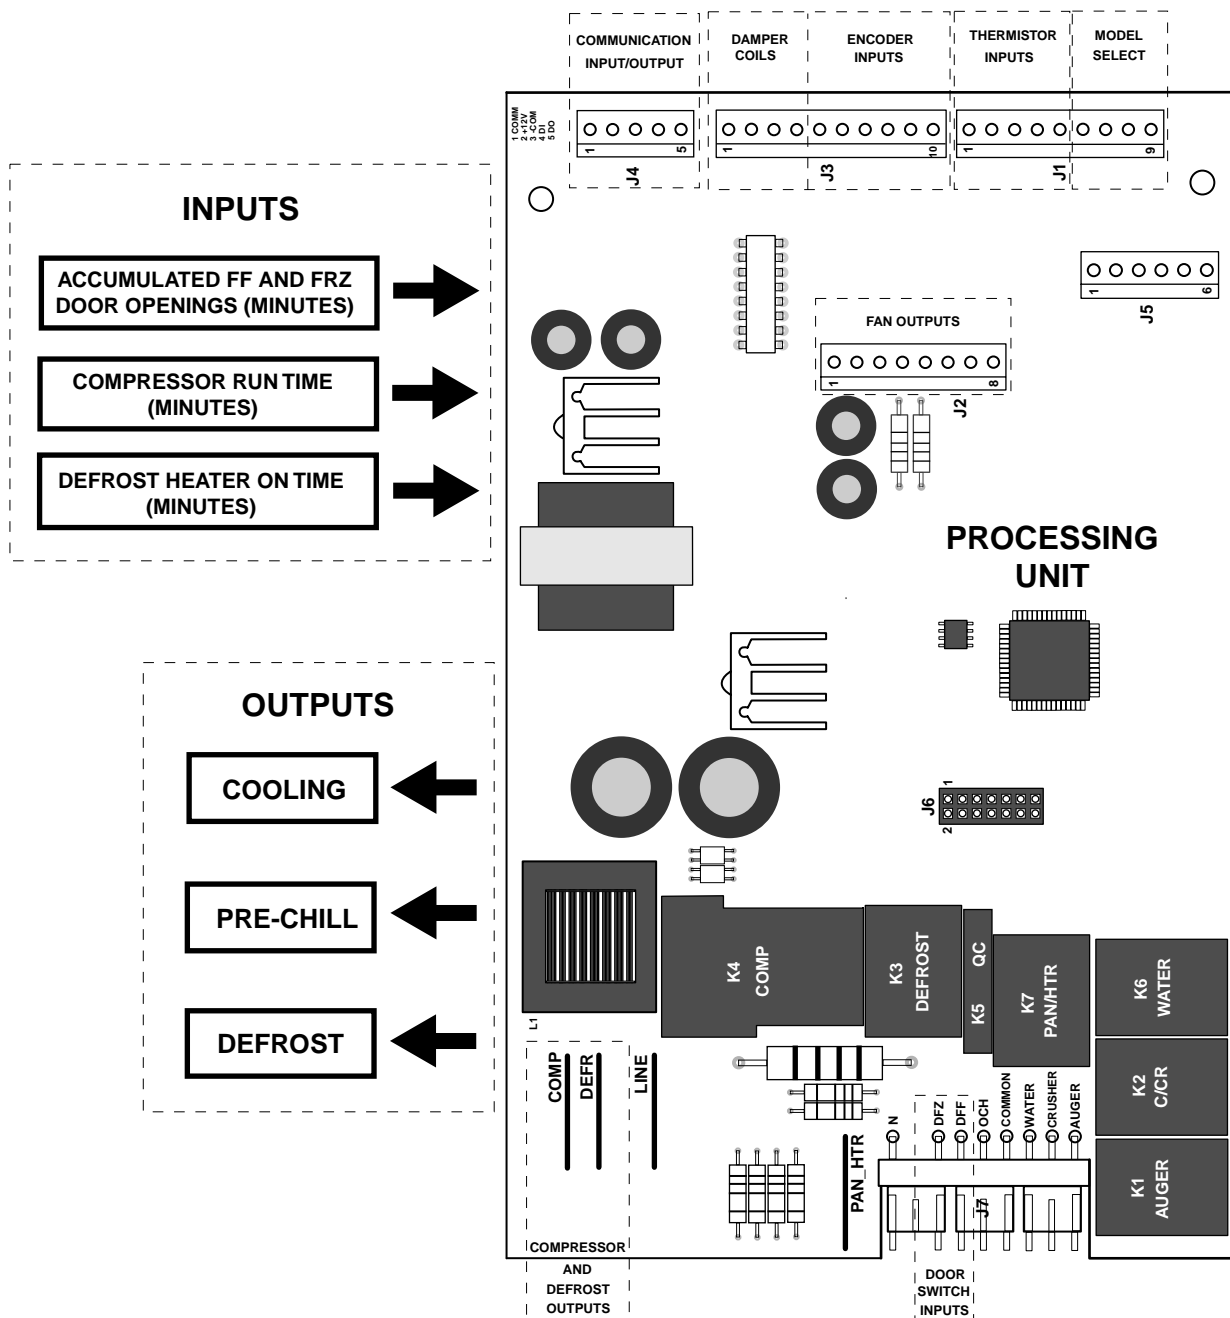 COMMUNICATION
INPUT/OUTPUT
DAMPER
COILS
ENCODER
INPUTS
THERMISTOR
INPUTS
MODEL
SELECT
1 COMM
2 +12V
3 -COM
4 DI
5 DO
1
5
J4
1
10
J3
1
9
J1
INPUTS
ACCUMULATED FF AND FRZ
DOOR OPENINGS (MINUTES)
COMPRESSOR RUN TIME
(MINUTES)
DEFROST HEATER ON TIME
(MINUTES)
1
6
J5
FAN OUTPUTS
1
8
J2
PROCESSING
UNIT
OUTPUTS
COOLING
PRE-CHILL
DEFROST
J6
1
2
L1
K4
COMP
K3
DEFROST
K5
QC
K7
PAN/HTR
K6
WATER
K2
C/CR
K1
AUGER
COMP
DEFR
LINE
PAN_HTR
N
DFZ
DFF
OCH
COMMON
WATER
CRUSHER
AUGER
J7
COMPRESSOR
AND
DEFROST
OUTPUTS
DOOR
SWITCH
INPUTS